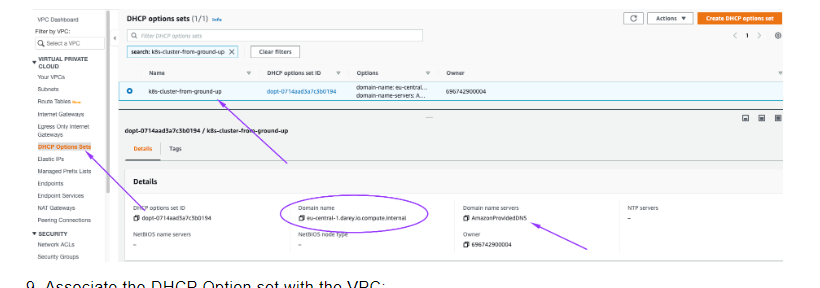 VPC Dashboard
Filter by VPC:
Select a VPC
VIRTUAL PRIVATE
CLOUD
Your VPCs
Subnets
Route Tables New
Internet Gateways
Egress Only Internet
Gateways
DHCP Options Sets
Elastic IPs
Managed Prefix Lists
Endpoints
Endpoint Services
NAT Gateways
Peering Connections
SECURITY
Network ACLs
Security Groups
DHCP options sets (1/1) Info
Actions
Create DHCP options set
Filter DHCP options sets
1
search: k8s-cluster-from-ground-up
Clear filters
Name DHCP options set ID Options Owner
k8s-cluster-from-ground-up dopt-0714aad3a7c3b0194 domain-name: eu-central... 696742900004
domain-name-servers: A...
dopt-0714aad3a7c3b0194 / k8s-cluster-from-ground-up
Details Tags
Details
DHCP options set ID Domain name Domain name servers NTP servers
dopt-0714aad3a7c3b0194 eu-central-1.darey.io.compute.internal AmazonProvidedDNS –
NetBIOS name servers NetBIOS node type Owner
– – 696742900004
9. Associate the DHCP Option set with the VPC: